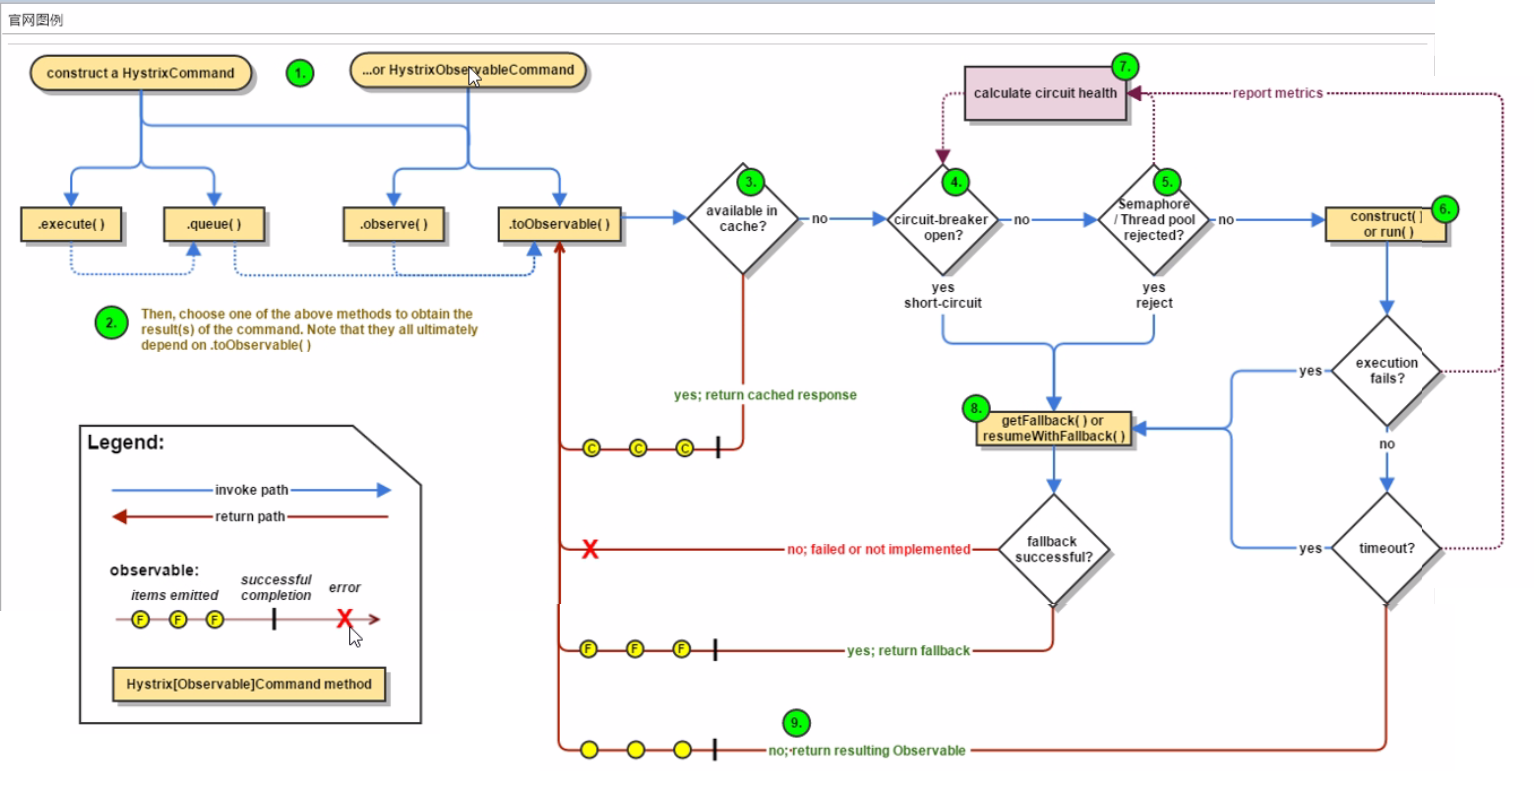 官网图例
construct a HystrixCommand
1.
...or HystrixObservableCommand
7.
calculate circuit health
report metrics
.execute( )
.queue( )
.observe( )
.toObservable( )
3.
available in
cache?
no
4.
circuit-breaker
open?
no
5.
Semaphore
/ Thread pool
rejected?
no
6.
construct( )
or run( )
yes
short-circuit
yes
reject
2.
Then, choose one of the above methods to obtain the
result(s) of the command. Note that they all ultimately
depend on .toObservable( )
execution
fails?
yes
no
yes; return cached response
8.
getFallback( ) or
resumeWithFallback( )
C C C
Legend:
invoke path
return path
observable:
items emitted
successful
completion
error
F F F X
Hystrix[Observable]Command method
X
no; failed or not implemented
fallback
successful?
yes
timeout?
F F F
yes; return fallback
9.
no; return resulting Observable